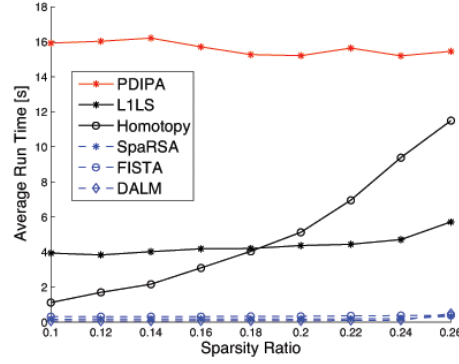 18
16
14
12
10
8
6
4
2
0
Average Run Time [s]
PDIPA
L1LS
Homotopy
SpaRSA
FISTA
DALM
0.1 0.12 0.14 0.16 0.18 0.2 0.22 0.24 0.26
Sparsity Ratio